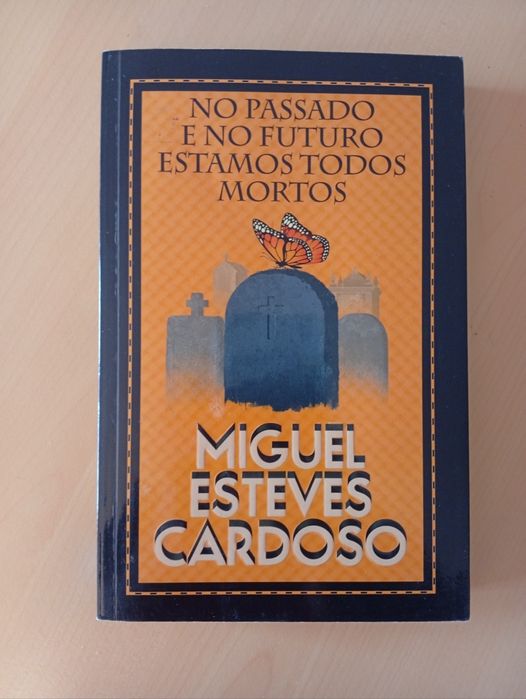 NO PASSADO
E NO FUTURO
ESTAMOS TODOS
MORTOS
MIGUEL
ESTEVES
CARDOSO